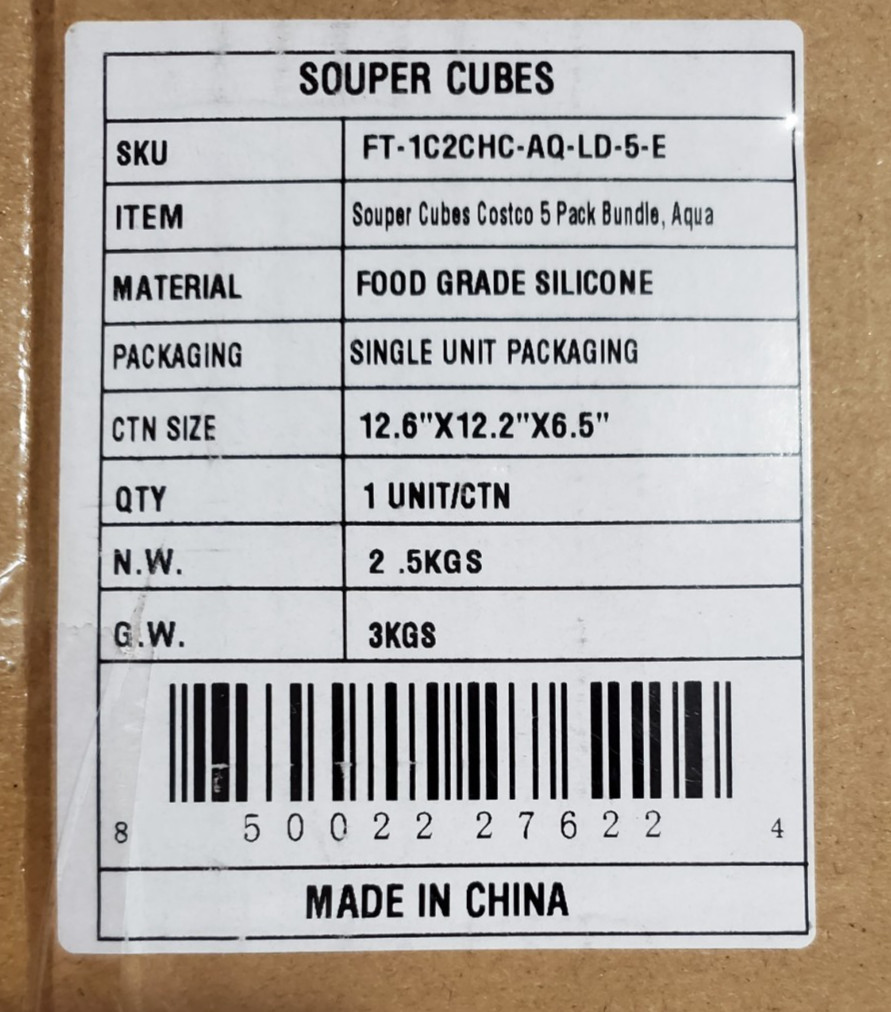 SOUPER CUBES
SKU FT-1C2CHC-AQ-LD-5-E
ITEM Souper Cubes Costco 5 Pack Bundle, Aqua
MATERIAL FOOD GRADE SILICONE
PACKAGING SINGLE UNIT PACKAGING
CTN SIZE 12.6"X12.2"X6.5"
QTY 1 UNIT/CTN
N.W. 2 .5KGS
G.W. 3KGS
8 50022 27622 4
MADE IN CHINA